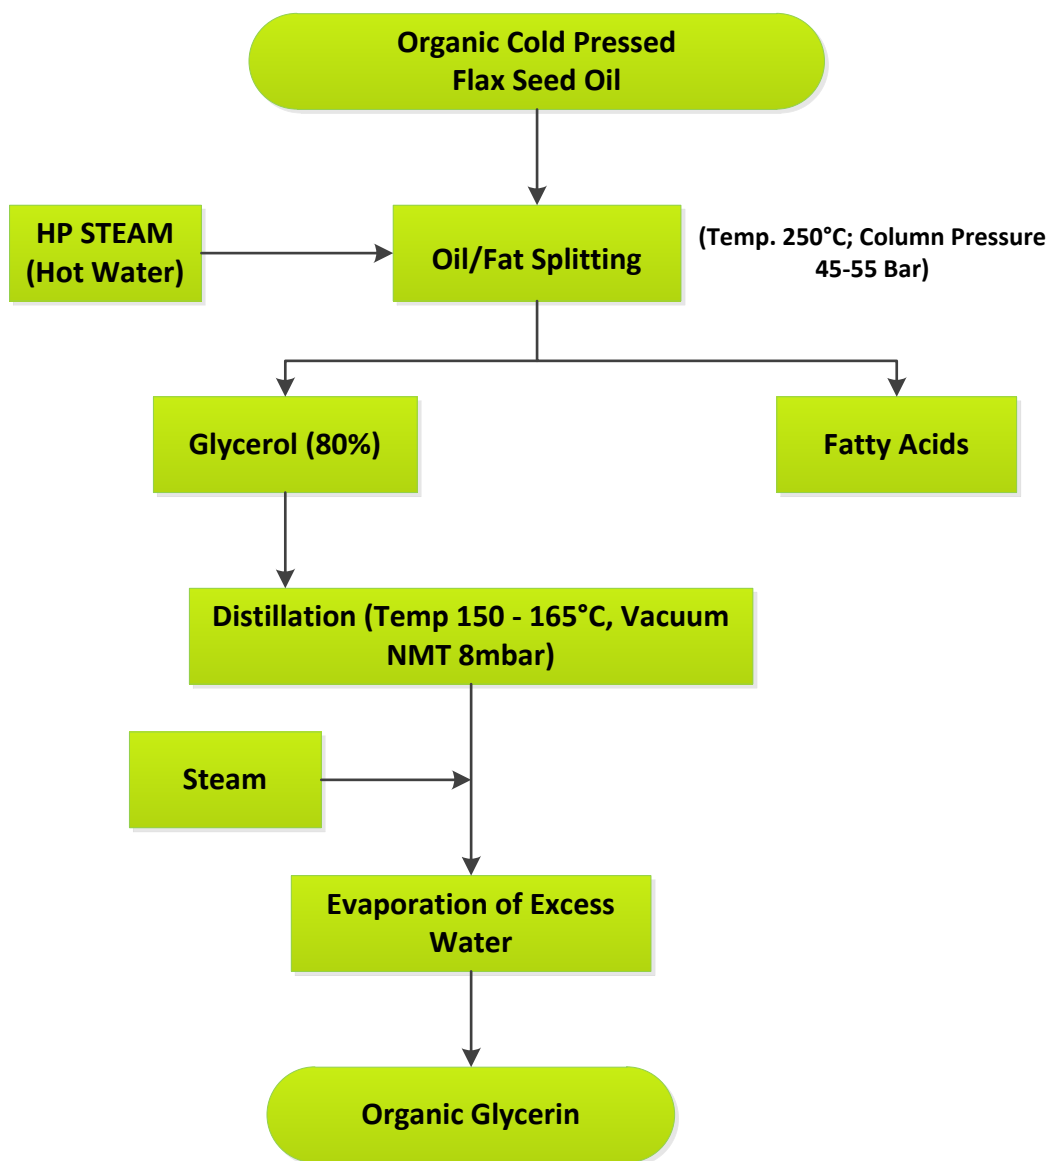 Organic Cold Pressed
Flax Seed Oil
HP STEAM
(Hot Water)
Oil/Fat Splitting
(Temp. 250°C; Column Pressure
45-55 Bar)
Glycerol (80%)
Fatty Acids
Distillation (Temp 150 - 165°C, Vacuum
NMT 8mbar)
Steam
Evaporation of Excess
Water
Organic Glycerin